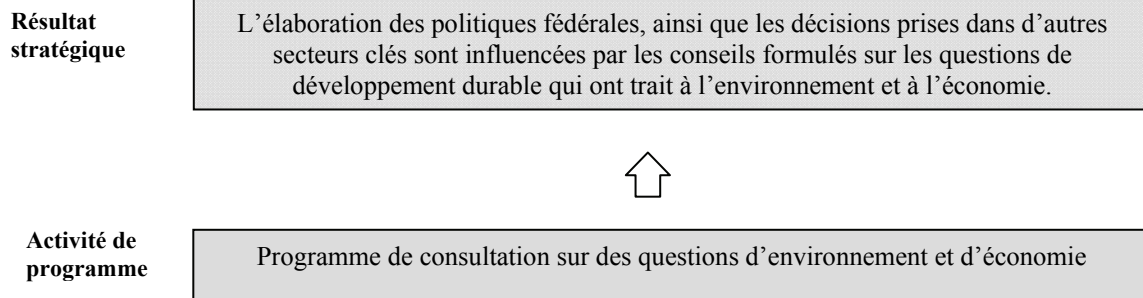 Résultat
stratégique
L’élaboration des politiques fédérales, ainsi que les décisions prises dans d’autres
secteurs clés sont influencées par les conseils formulés sur les questions de
développement durable qui ont trait à l’environnement et à l’économie.
Activité de
programme
Programme de consultation sur des questions d’environnement et d’économie